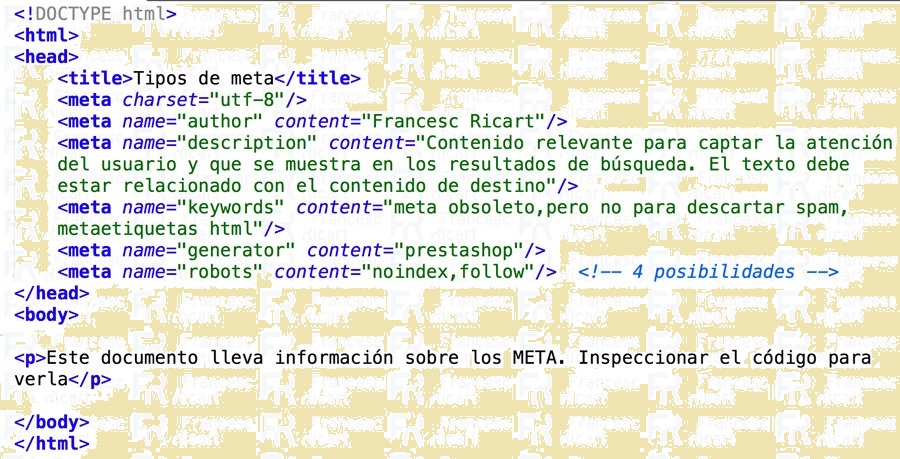 <!DOCTYPE html>
<html>
<head>
<title>Tipos de meta</title>
<meta charset="utf-8"/>
<meta name="author" content="Francesc Ricart"/>
<meta name="description" content="Contenido relevante para captar la atención
del usuario y que se muestra en los resultados de búsqueda. El texto debe
estar relacionado con el contenido de destino"/>
<meta name="keywords" content="meta obsoleto,pero no para descartar spam,
metaetiquetas html"/>
<meta name="generator" content="prestashop"/>
<meta name="robots" content="noindex,follow"/> <!-- 4 posibilidades -->
</head>
<body>
<p>Este documento lleva información sobre los META. Inspeccionar el código para
verla</p>
</body>
</html>